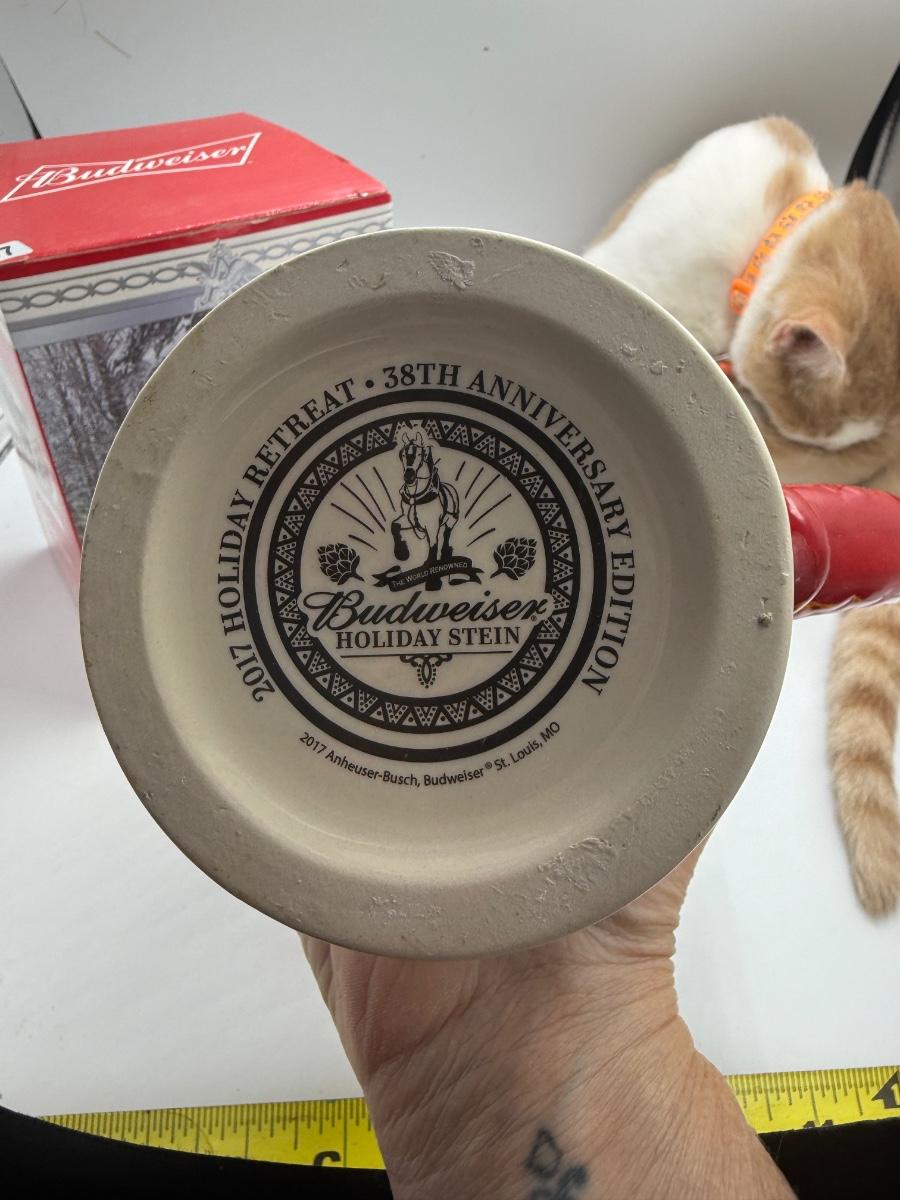 Budweiser
7
2017 HOLIDAY RETREAT • 38TH ANNIVERSARY EDITION
THE WORLD RENOWNED
Budweiser®
HOLIDAY STEIN
2017 Anheuser-Busch, Budweiser® St. Louis, MO